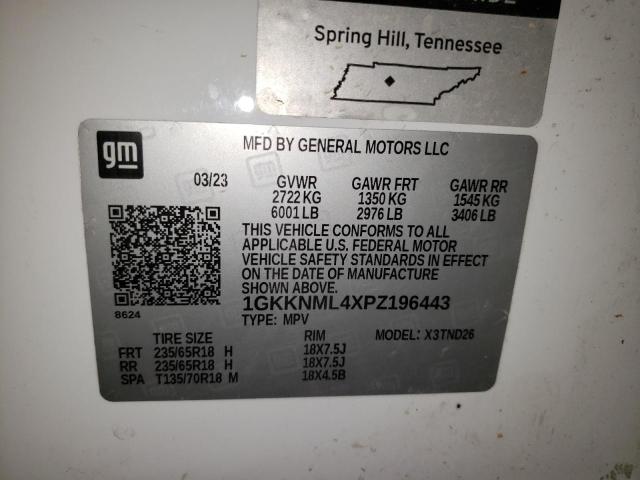 Spring Hill, Tennessee
gm
MFD BY GENERAL MOTORS LLC
03/23 GVWR GAWR FRT GAWR RR
2722 KG 1350 KG 1545 KG
6001 LB 2976 LB 3406 LB
THIS VEHICLE CONFORMS TO ALL
APPLICABLE U.S. FEDERAL MOTOR
VEHICLE SAFETY STANDARDS IN EFFECT
ON THE DATE OF MANUFACTURE
SHOWN ABOVE.
1GKKNML4XPZ196443
8624
TYPE: MPV MODEL: X3TND26
TIRE SIZE RIM
FRT 235/65R18 H 18X7.5J
RR 235/65R18 H 18X7.5J
SPA T135/70R18 M 18X4.5B